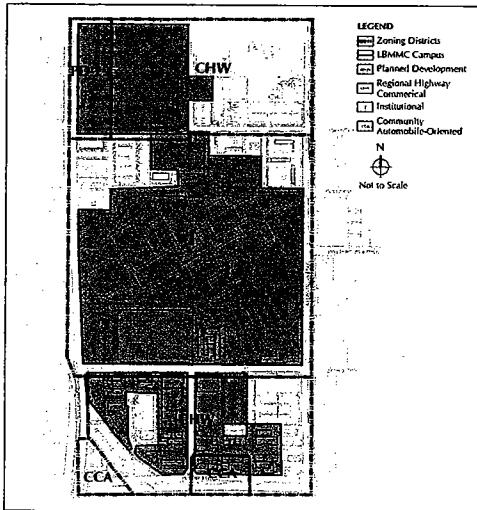 CHW
LEGEND
Zoning Districts
LBMMC Campus
Planned Development
Regional Highway
Commerical
Institutional
Community
Automobile-Oriented
N
Not to Scale
HW
CCA